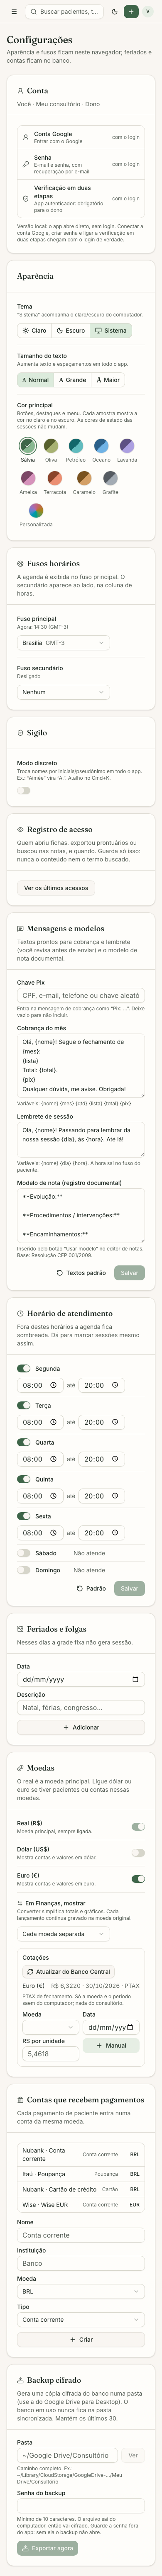 Buscar pacientes, t...
V
Configurações
Aparência e fusos ficam neste navegador; feriados e
contas ficam no banco.
Conta
Você · Meu consultório · Dono
Conta Google
Entrar com o Google
com o login
Senha
E-mail e senha, com
recuperação por e-mail
com o login
Verificação em duas
etapas
App autenticador; obrigatório
para o dono
com o login
Versão local: o app abre direto, sem login. Conectar a
conta Google, criar senha e ligar a verificação em
duas etapas chegam com o login de verdade.
Aparência
Tema
"Sistema" acompanha o claro/escuro do computador.
Claro
Escuro
Sistema
Tamanho do texto
Aumenta texto e espaçamentos em todo o app.
A Normal
A Grande
A Maior
Cor principal
Botões, destaques e menu. Cada amostra mostra a
cor no claro e no escuro. As cores de estado das
sessões não mudam.
Sálvia
Oliva
Petróleo
Oceano
Lavanda
Ameixa
Terracota
Caramelo
Grafite
Personalizada
Fusos horários
A agenda é exibida no fuso principal. O
secundário aparece ao lado, na coluna de
horas.
Fuso principal
Agora: 14:30 (GMT-3)
Brasília GMT-3
Fuso secundário
Desligado
Nenhum
Sigilo
Modo discreto
Troca nomes por iniciais/pseudônimo em todo o app.
Ex.: "Aimée" vira "A.". Atalho no Cmd+K.
Registro de acesso
Quem abriu fichas, exportou prontuários ou
buscou nas notas, e quando. Guarda só isso:
nunca o conteúdo nem o termo buscado.
Ver os últimos acessos
Mensagens e modelos
Textos prontos para cobrança e lembrete
(você revisa antes de enviar) e o modelo de
nota documental.
Chave Pix
CPF, e-mail, telefone ou chave aleató
Entra na mensagem de cobrança como "Pix: ...". Deixe
vazio para não incluir.
Cobrança do mês
Olá, {nome}! Segue o fechamento de
{mes}:
{lista}
Total: {total}.
{pix}
Qualquer dúvida, me avise. Obrigada!
Variáveis: {nome} {mes} {qtd} {lista} {total} {pix}
Lembrete de sessão
Olá, {nome}! Passando para lembrar da
nossa sessão {dia}, às {hora}. Até lá!
Variáveis: {nome} {dia} {hora}. A hora sai no fuso do
paciente.
Modelo de nota (registro documental)
**Evolução:**
**Procedimentos / intervenções:**
**Encaminhamentos:**
Inserido pelo botão "Usar modelo" no editor de notas.
Base: Resolução CFP 001/2009.
Textos padrão
Salvar
Horário de atendimento
Fora destes horários a agenda fica
sombreada. Dá para marcar sessões mesmo
assim.
Segunda
08:00 até 20:00
Terça
08:00 até 20:00
Quarta
08:00 até 20:00
Quinta
08:00 até 20:00
Sexta
08:00 até 20:00
Sábado
Não atende
Domingo
Não atende
Padrão
Salvar
Feriados e folgas
Nesses dias a grade fixa não gera sessão.
Data
dd/mm/yyyy
Descrição
Natal, férias, congresso...
Adicionar
Moedas
O real é a moeda principal. Ligue dólar ou
euro se tiver pacientes ou contas nessas
moedas.
Real (R$)
Moeda principal, sempre ligada.
Dólar (US$)
Mostra contas e valores em dólar.
Euro (€)
Mostra contas e valores em euro.
Em Finanças, mostrar
Converter simplifica totais e gráficos. Cada
lançamento continua gravado na moeda original.
Cada moeda separada
Cotações
Atualizar do Banco Central
Euro (€)
R$ 6,3220 · 30/10/2026 · PTAX
PTAX de fechamento. Só a moeda e o período
saem do computador; nada do consultório.
Moeda
Data
dd/mm/yyyy
R$ por unidade
5,4618
Manual
Contas que recebem pagamentos
Cada pagamento de paciente entra numa
conta da mesma moeda.
Nubank · Conta
corrente
Conta corrente
BRL
Itaú · Poupança
Poupança
BRL
Nubank · Cartão de crédito
Cartão
BRL
Wise · Wise EUR
Conta corrente
EUR
Nome
Conta corrente
Instituição
Banco
Moeda
BRL
Tipo
Conta corrente
Criar
Backup cifrado
Gera uma cópia cifrada do banco numa pasta
(use a do Google Drive para Desktop). O
banco em uso nunca fica na pasta
sincronizada. Mantém os últimos 30.
Pasta
~/Google Drive/Consultório
Ver
Caminho completo. Ex.:
~/Library/CloudStorage/GoogleDrive-.../Meu
Drive/Consultório
Senha do backup
Mínimo de 10 caracteres. O arquivo sai do
computador, então vai cifrado. Guarde a senha fora
do app: sem ela o backup não abre.
Exportar agora